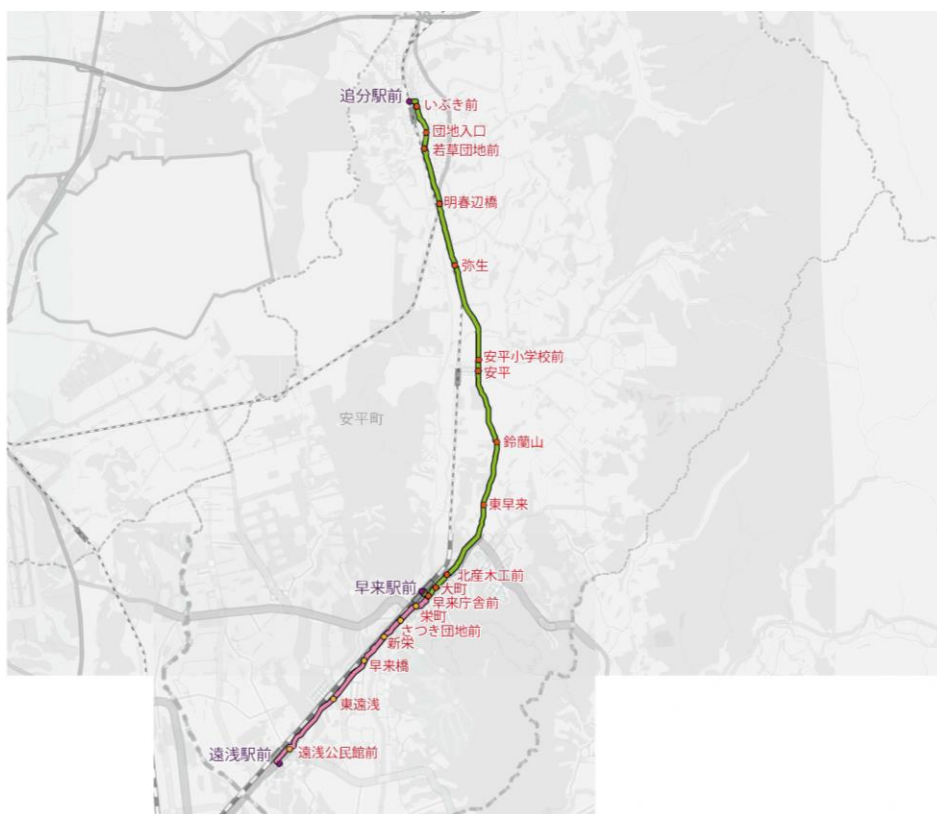 追分駅前
いぶき前
団地入口
若草団地前
明春辺橋
弥生
安平小学校前
安平
安平町
鈴蘭山
東早来
北産木工前
早来駅前
大町
早来庁舎前
栄町
さつき団地前
新栄
早来橋
東遠浅
遠浅駅前
遠浅公民館前